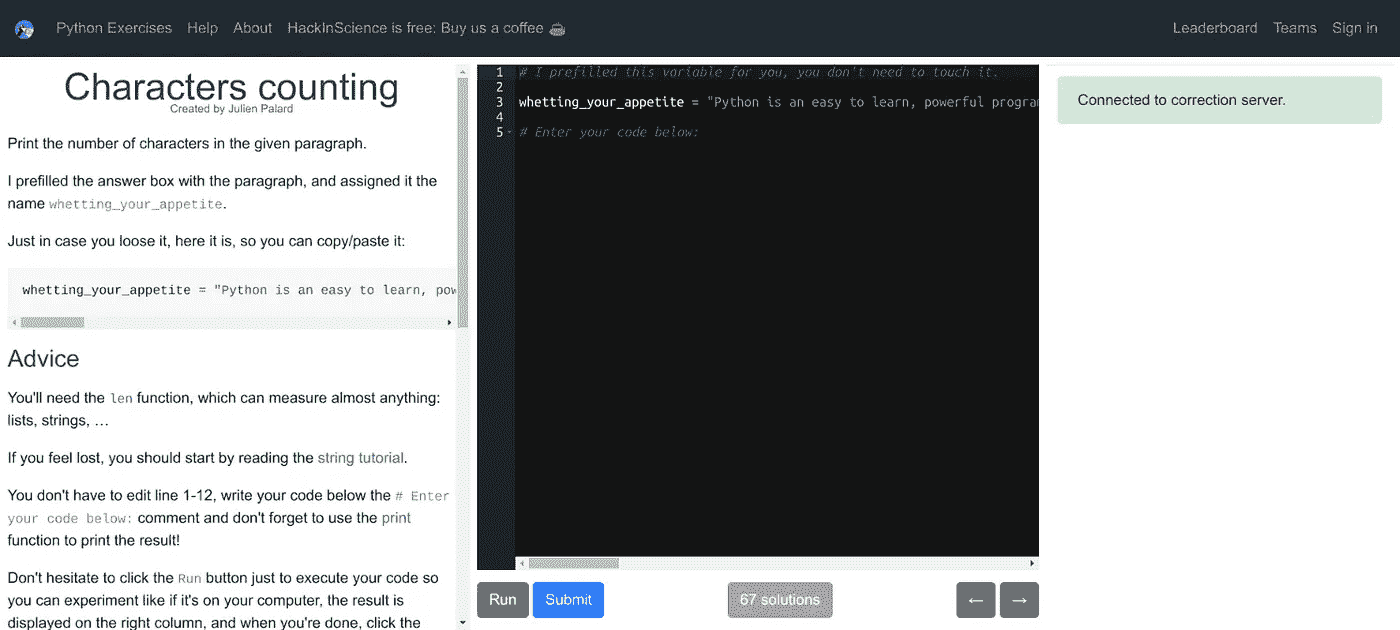 Python Exercises Help About HackInScience is free: Buy us a coffee ☕ Leaderboard Teams Sign in
Characters counting
Created by Julien Palard
Print the number of characters in the given paragraph.
I prefilled the answer box with the paragraph, and assigned it the
name whetting_your_appetite.
Just in case you loose it, here it is, so you can copy/paste it:
whetting_your_appetite = "Python is an easy to learn, pow
Advice
You'll need the len function, which can measure almost anything:
lists, strings, …
If you feel lost, you should start by reading the string tutorial.
You don't have to edit line 1-12, write your code below the # Enter
your code below: comment and don't forget to use the print
function to print the result!
Don't hesitate to click the Run button just to execute your code so
you can experiment like if it's on your computer, the result is
displayed on the right column, and when you're done, click the
1 # I prefilled this variable for you, you don't need to touch it.
2
3 whetting_your_appetite = "Python is an easy to learn, powerful progra
4
5 # Enter your code below:
Run Submit 67 solutions ← →
Connected to correction server.